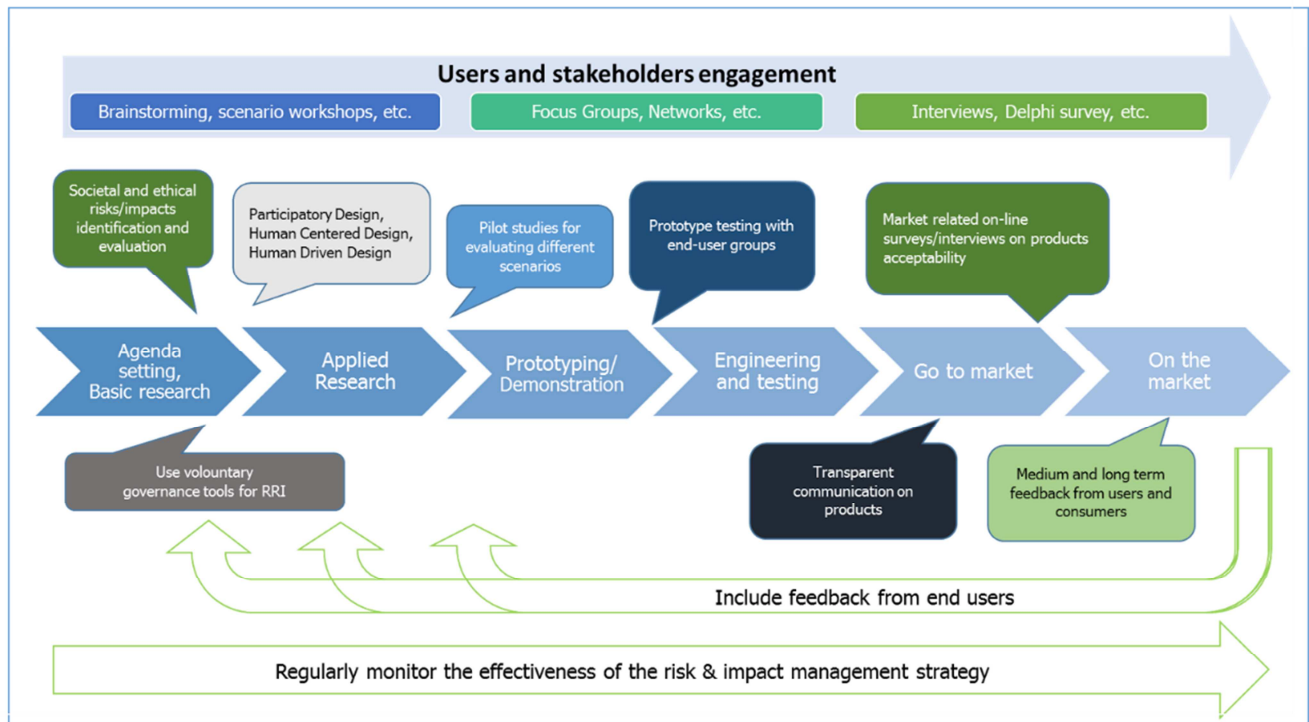 Users and stakeholders engagement
Brainstorming, scenario workshops, etc.
Focus Groups, Networks, etc.
Interviews, Delphi survey, etc.
Societal and ethical
risks/impacts
identification and
evaluation
Participatory Design,
Human Centered Design,
Human Driven Design
Pilot studies for
evaluating different
scenarios
Prototype testing with
end-user groups
Market related on-line
surveys/interviews on products
acceptability
Agenda
setting,
Basic research
Applied
Research
Prototyping/
Demonstration
Engineering
and testing
Go to market
On the
market
Use volountary
governance tools for RRI
Transparent
communication on
products
Medium and long term
feedback from users and
consumers
Include feedback from end users
Regularly monitor the effectiveness of the risk & impact management strategy